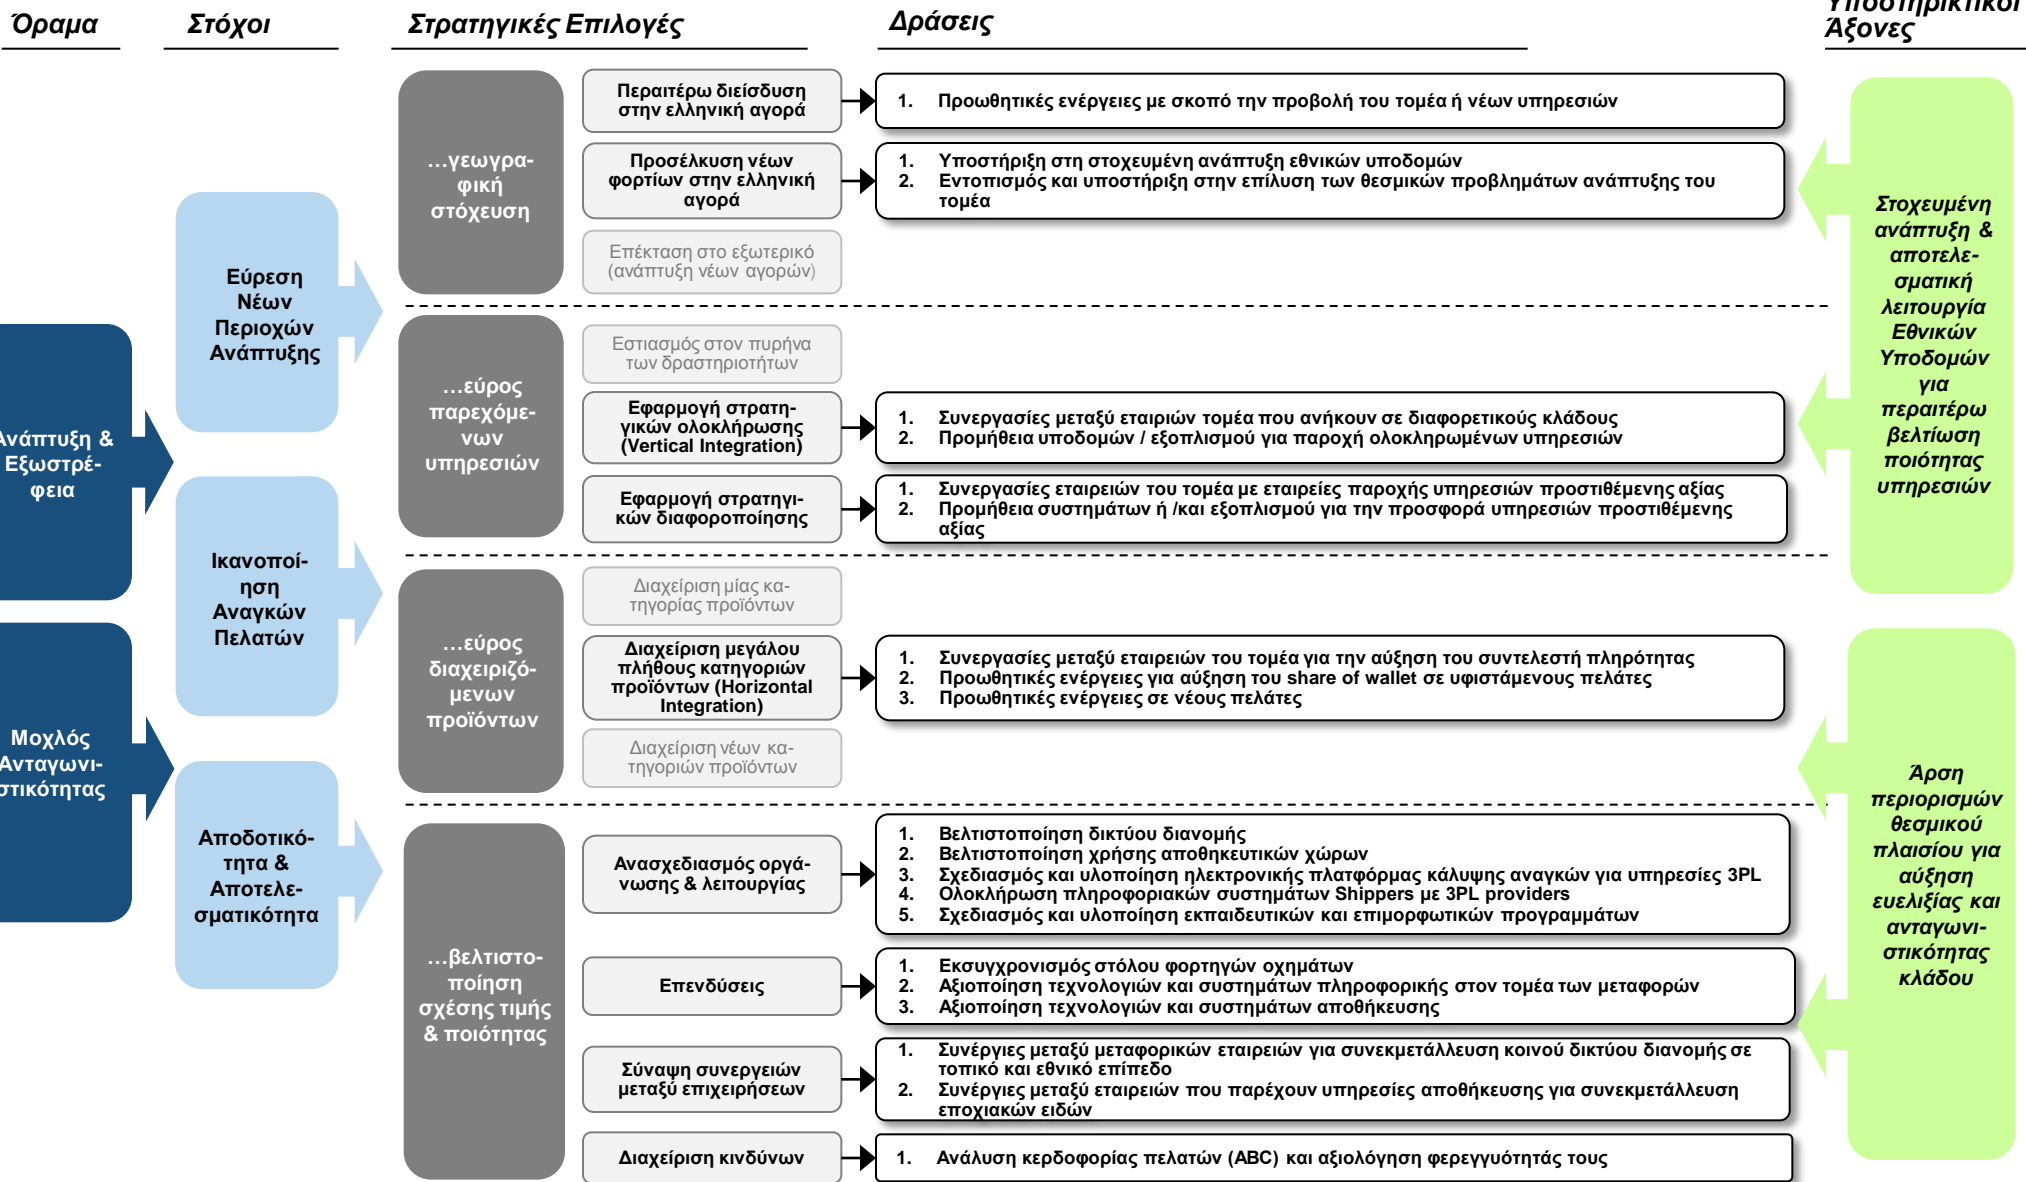 Όραμα
Στόχοι
Στρατηγικές Επιλογές
Δράσεις
Υποστηρικτικοί
Άξονες
Ανάπτυξη &
Εξωστρέ-
φεια
Μοχλός
Ανταγωνι-
στικότητας
Εύρεση
Νέων
Περιοχών
Ανάπτυξης
Ικανοποί-
ηση
Αναγκών
Πελατών
Αποδοτικό-
τητα &
Αποτελε-
σματικότητα
…γεωγρα-
φική
στόχευση
Περαιτέρω διείσδυση
στην ελληνική αγορά
1. Προωθητικές ενέργειες με σκοπό την προβολή του τομέα ή νέων υπηρεσιών
Προσέλκυση νέων
φορτίων στην ελληνική
αγορά
1. Υποστήριξη στη στοχευμένη ανάπτυξη εθνικών υποδομών
2. Εντοπισμός και υποστήριξη στην επίλυση των θεσμικών προβλημάτων ανάπτυξης του
τομέα
Επέκταση στο εξωτερικό
(ανάπτυξη νέων αγορών)
…εύρος
παρεχόμε-
νων
υπηρεσιών
Εστιασμός στον πυρήνα
των δραστηριοτήτων
Εφαρμογή στρατη-
γικών ολοκλήρωσης
(Vertical Integration)
1. Συνεργασίες μεταξύ εταιριών τομέα που ανήκουν σε διαφορετικούς κλάδους
2. Προμήθεια υποδομών / εξοπλισμού για παροχή ολοκληρωμένων υπηρεσιών
Εφαρμογή στρατηγι-
κών διαφοροποίησης
1. Συνεργασίες εταιρειών του τομέα με εταιρείες παροχής υπηρεσιών προστιθέμενης αξίας
2. Προμήθεια συστημάτων ή /και εξοπλισμού για την προσφορά υπηρεσιών προστιθέμενης
αξίας
…εύρος
διαχειριζό-
μενων
προϊόντων
Διαχείριση μίας κα-
τηγορίας προϊόντων
Διαχείριση μεγάλου
πλήθους κατηγοριών
προϊόντων (Horizontal
Integration)
1. Συνεργασίες μεταξύ εταιρειών του τομέα για την αύξηση του συντελεστή πληρότητας
2. Προωθητικές ενέργειες για αύξηση του share of wallet σε υφιστάμενους πελάτες
3. Προωθητικές ενέργειες σε νέους πελάτες
Διαχείριση νέων κα-
τηγοριών προϊόντων
…βελτιστο-
ποίηση
σχέσης τιμής
& ποιότητας
Ανασχεδιασμός οργά-
νωσης & λειτουργίας
1. Βελτιστοποίηση δικτύου διανομής
2. Βελτιστοποίηση χρήσης αποθηκευτικών χώρων
3. Σχεδιασμός και υλοποίηση ηλεκτρονικής πλατφόρμας κάλυψης αναγκών για υπηρεσίες 3PL
4. Ολοκλήρωση πληροφοριακών συστημάτων Shippers με 3PL providers
5. Σχεδιασμός και υλοποίηση εκπαιδευτικών και επιμορφωτικών προγραμμάτων
Επενδύσεις
1. Εκσυγχρονισμός στόλου φορτηγών οχημάτων
2. Αξιοποίηση τεχνολογιών και συστημάτων πληροφορικής στον τομέα των μεταφορών
3. Αξιοποίηση τεχνολογιών και συστημάτων αποθήκευσης
Σύναψη συνεργειών
μεταξύ επιχειρήσεων
1. Συνέργιες μεταξύ μεταφορικών εταιρειών για συνεκμετάλλευση κοινού δικτύου διανομής σε
τοπικό και εθνικό επίπεδο
2. Συνέργιες μεταξύ εταιρειών που παρέχουν υπηρεσίες αποθήκευσης για συνεκμετάλλευση
εποχιακών ειδών
Διαχείριση κινδύνων
1. Ανάλυση κερδοφορίας πελατών (ABC) και αξιολόγηση φερεγγυότητάς τους
Στοχευμένη
ανάπτυξη &
αποτελε-
σματική
λειτουργία
Εθνικών
Υποδομών
για
περαιτέρω
βελτίωση
ποιότητας
υπηρεσιών
Άρση
περιορισμών
θεσμικού
πλαισίου για
αύξηση
ευελιξίας και
ανταγωνι-
στικότητας
κλάδου